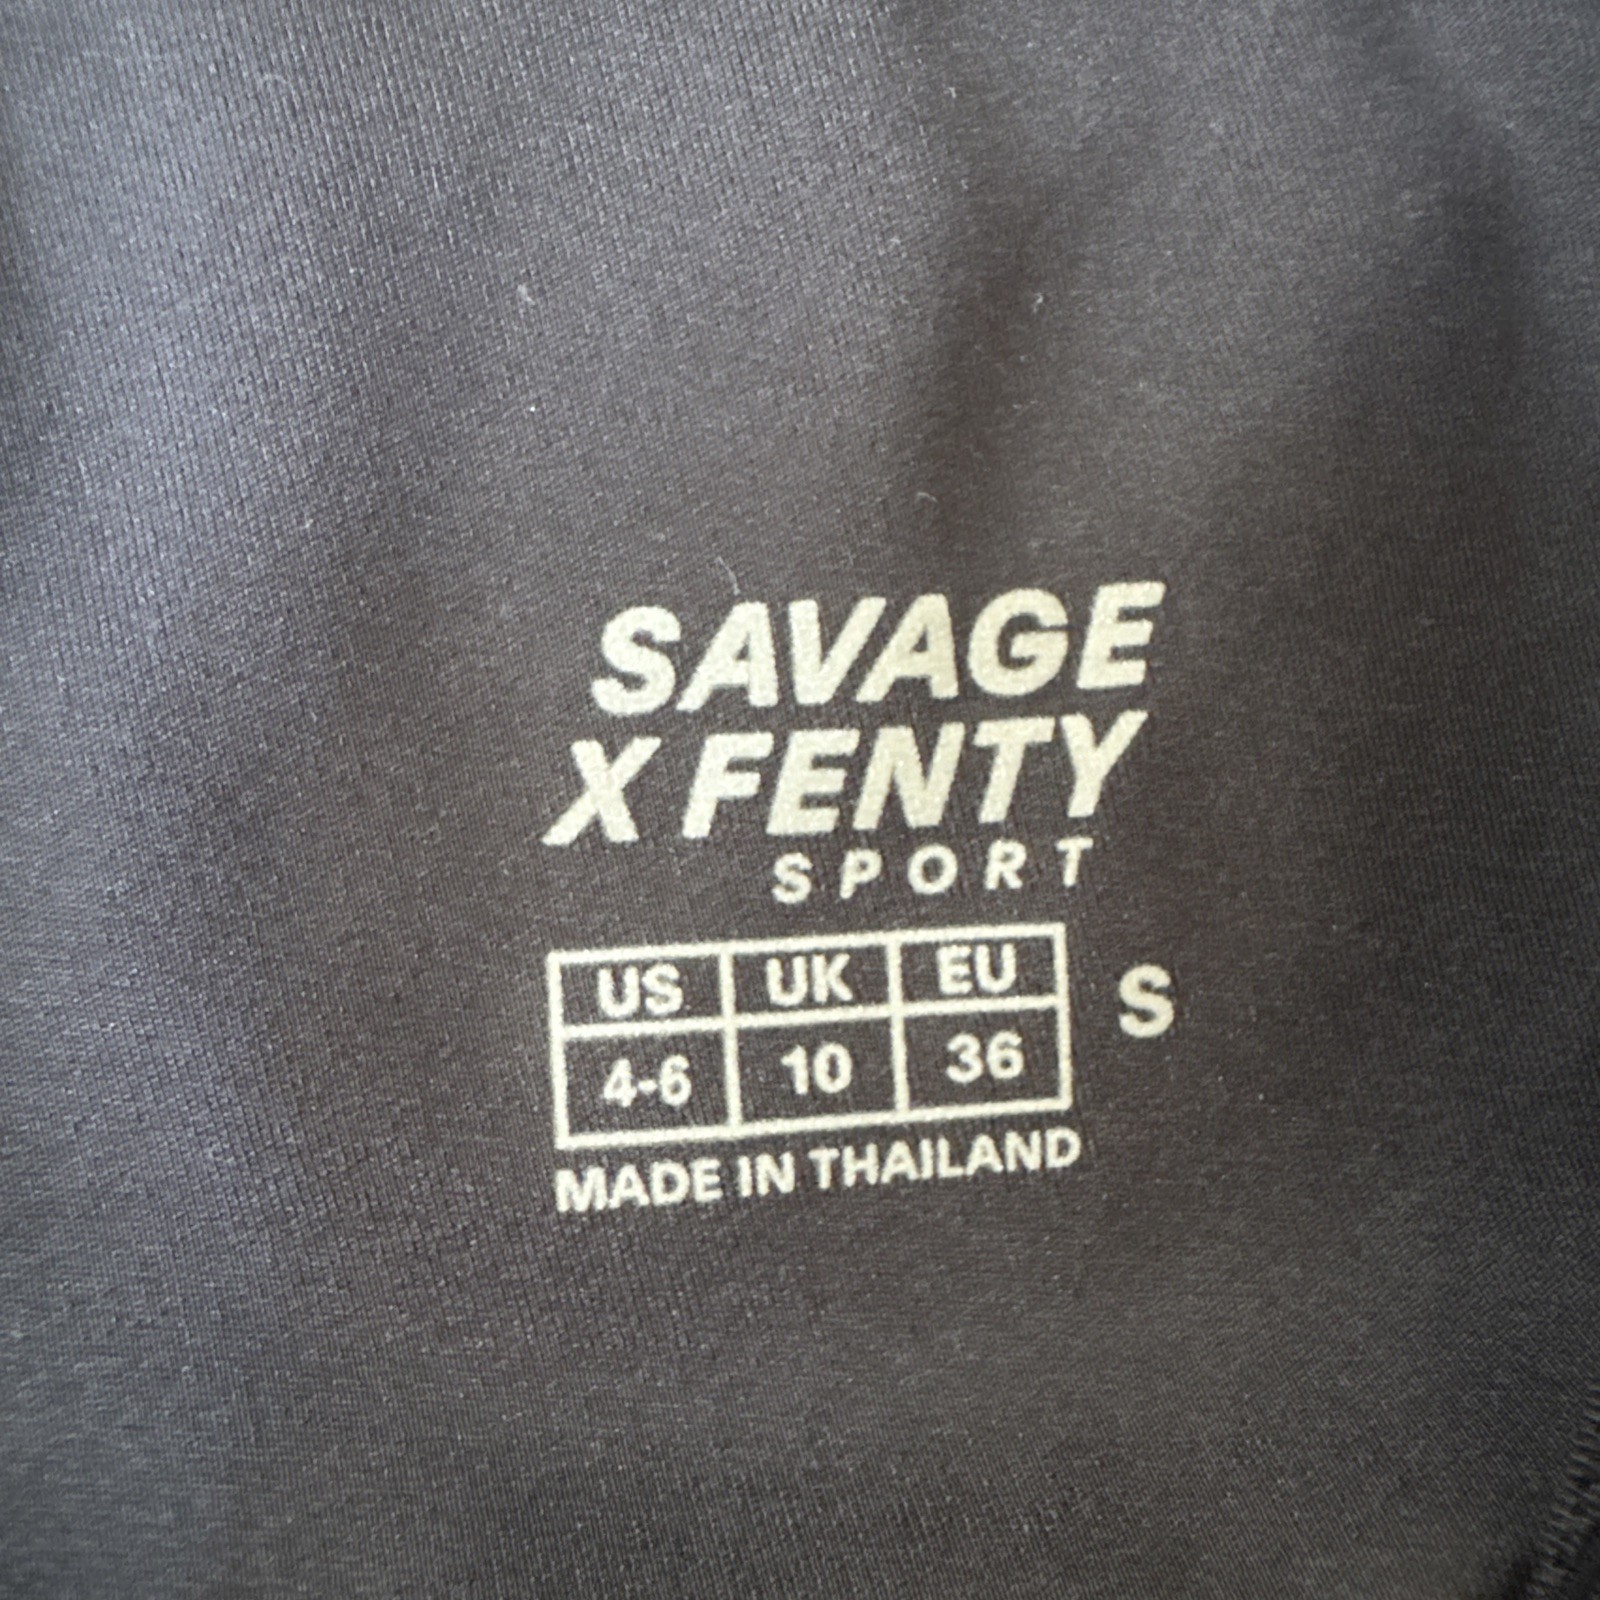 SAVAGE
X FENTY
SPORT
US UK EU S
4-6 10 36
MADE IN THAILAND